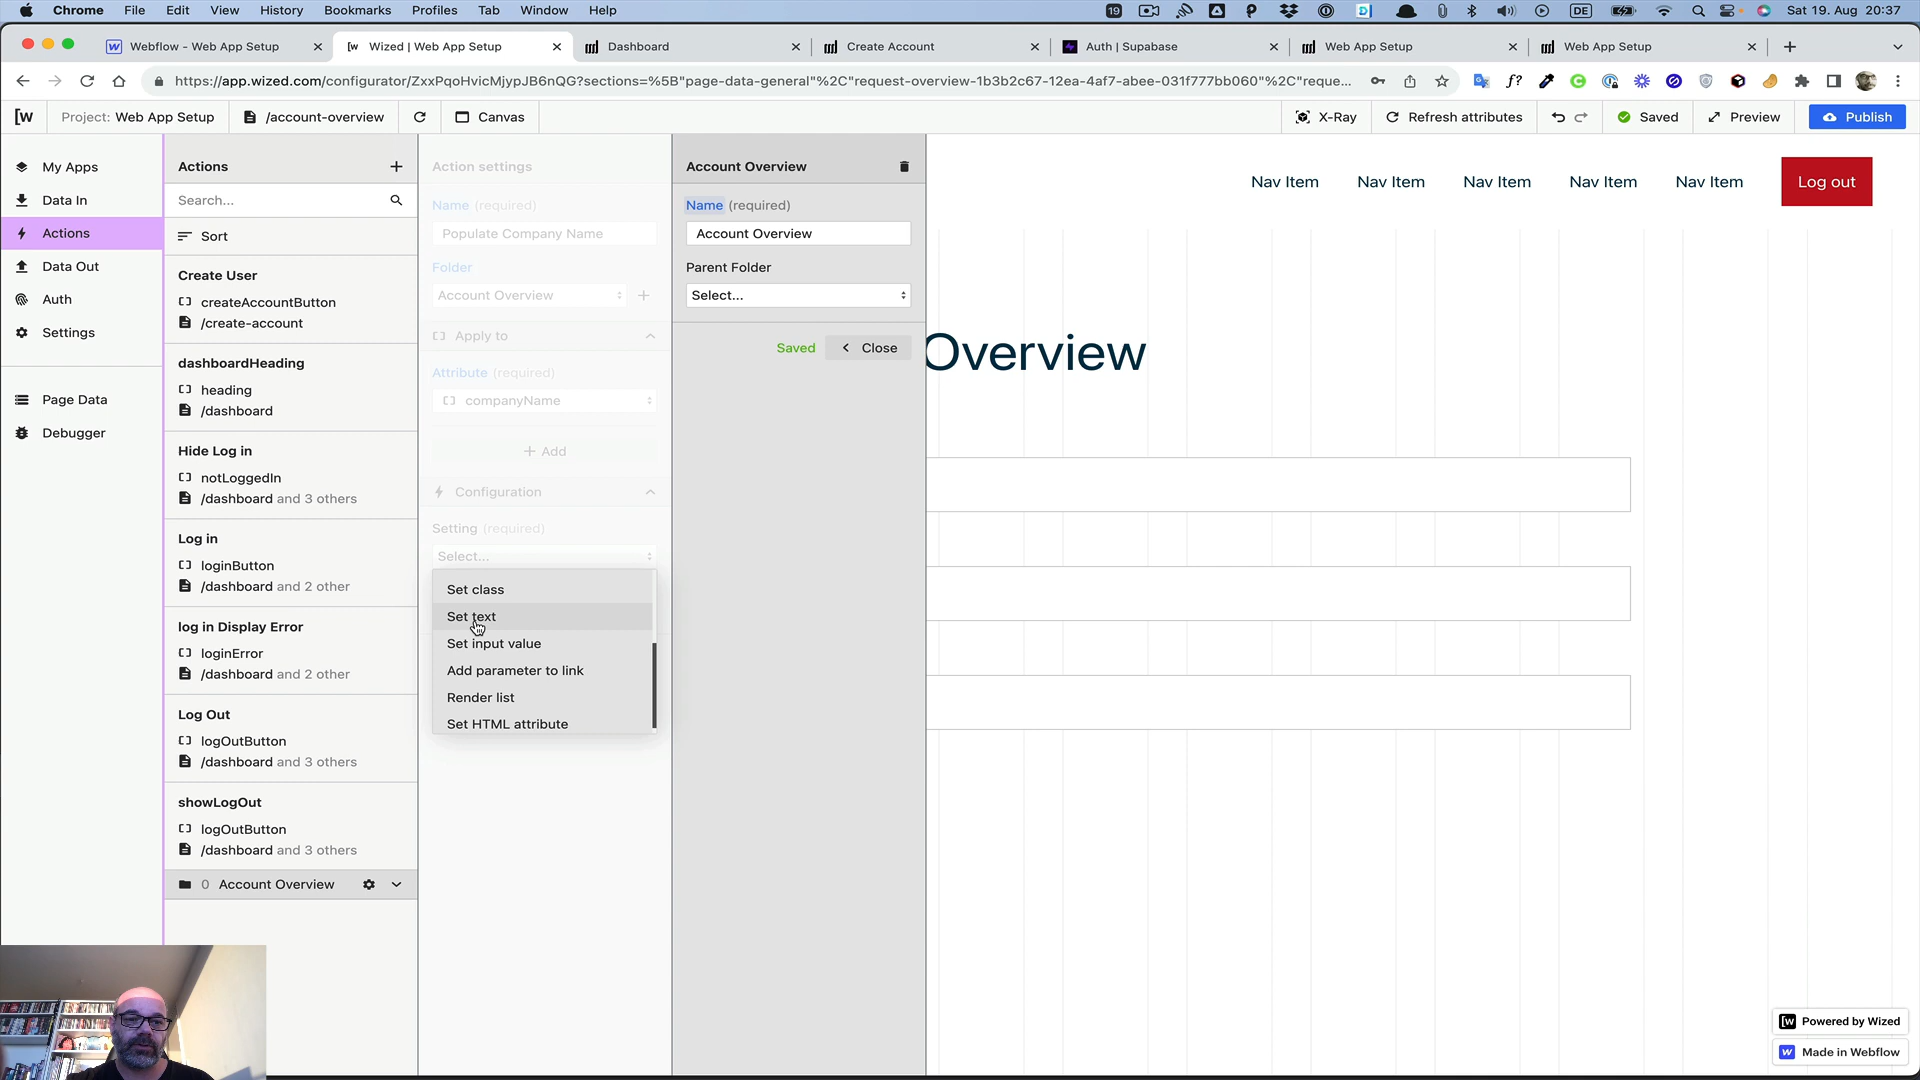 Chrome File Edit View History Bookmarks Profiles Tab Window Help
19 DE Sat 19. Aug 20:37
Webflow - Web App Setup
Wized | Web App Setup
Dashboard
Create Account
Auth | Supabase
Web App Setup
Web App Setup
https://app.wized.com/configurator/ZxxPqoHvicMjypJB6nQG?sections=%5B"page-data-general"%2C"request-overview-1b3b2c67-12ea-4af7-abee-031f777bb060"%2C"reque...
[w Project: Web App Setup /account-overview Canvas X-Ray Refresh attributes Saved Preview Publish
My Apps
Data In
Actions
Data Out
Auth
Settings
Page Data
Debugger
Actions
Search...
Sort
Create User
createAccountButton
/create-account
dashboardHeading
heading
/dashboard
Hide Log in
notLoggedIn
/dashboard and 3 others
Log in
loginButton
/dashboard and 2 other
log in Display Error
loginError
/dashboard and 2 other
Log Out
logOutButton
/dashboard and 3 others
showLogOut
logOutButton
/dashboard and 3 others
0 Account Overview
Action settings
Name (required)
Populate Company Name
Folder
Account Overview
Apply to
Attribute (required)
companyName
+ Add
Configuration
Setting (required)
Select...
Set class
Set text
Set input value
Add parameter to link
Render list
Set HTML attribute
Account Overview
Name (required)
Account Overview
Parent Folder
Select...
Saved Close
Nav Item Nav Item Nav Item Nav Item Nav Item Log out
Overview
Powered by Wized
Made in Webflow